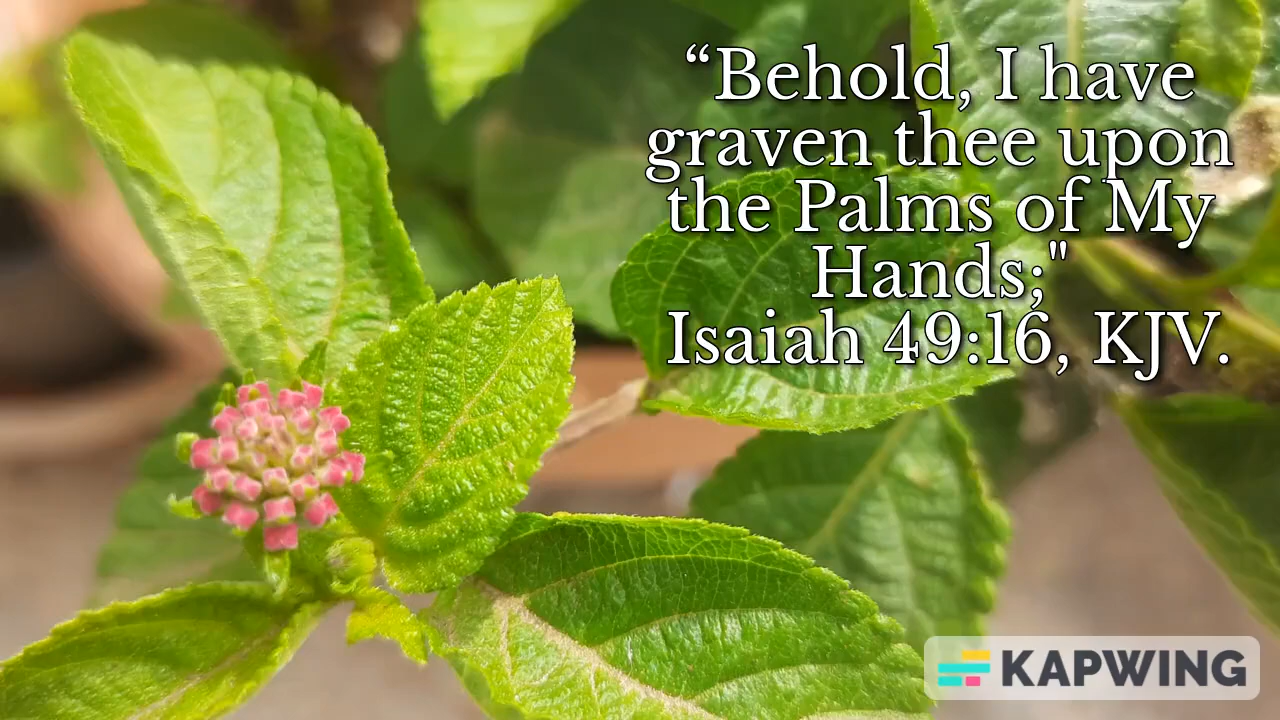 “Behold, I have
graven thee upon
the Palms of My
Hands;"
Isaiah 49:16, KJV.
KAPWING